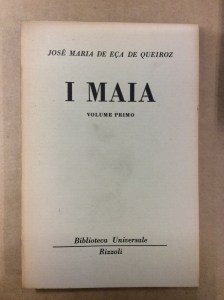 JOSÉ MARIA DE EÇA DE QUEIROZ
I MAIA
VOLUME PRIMO
Biblioteca Universale
Rizzoli